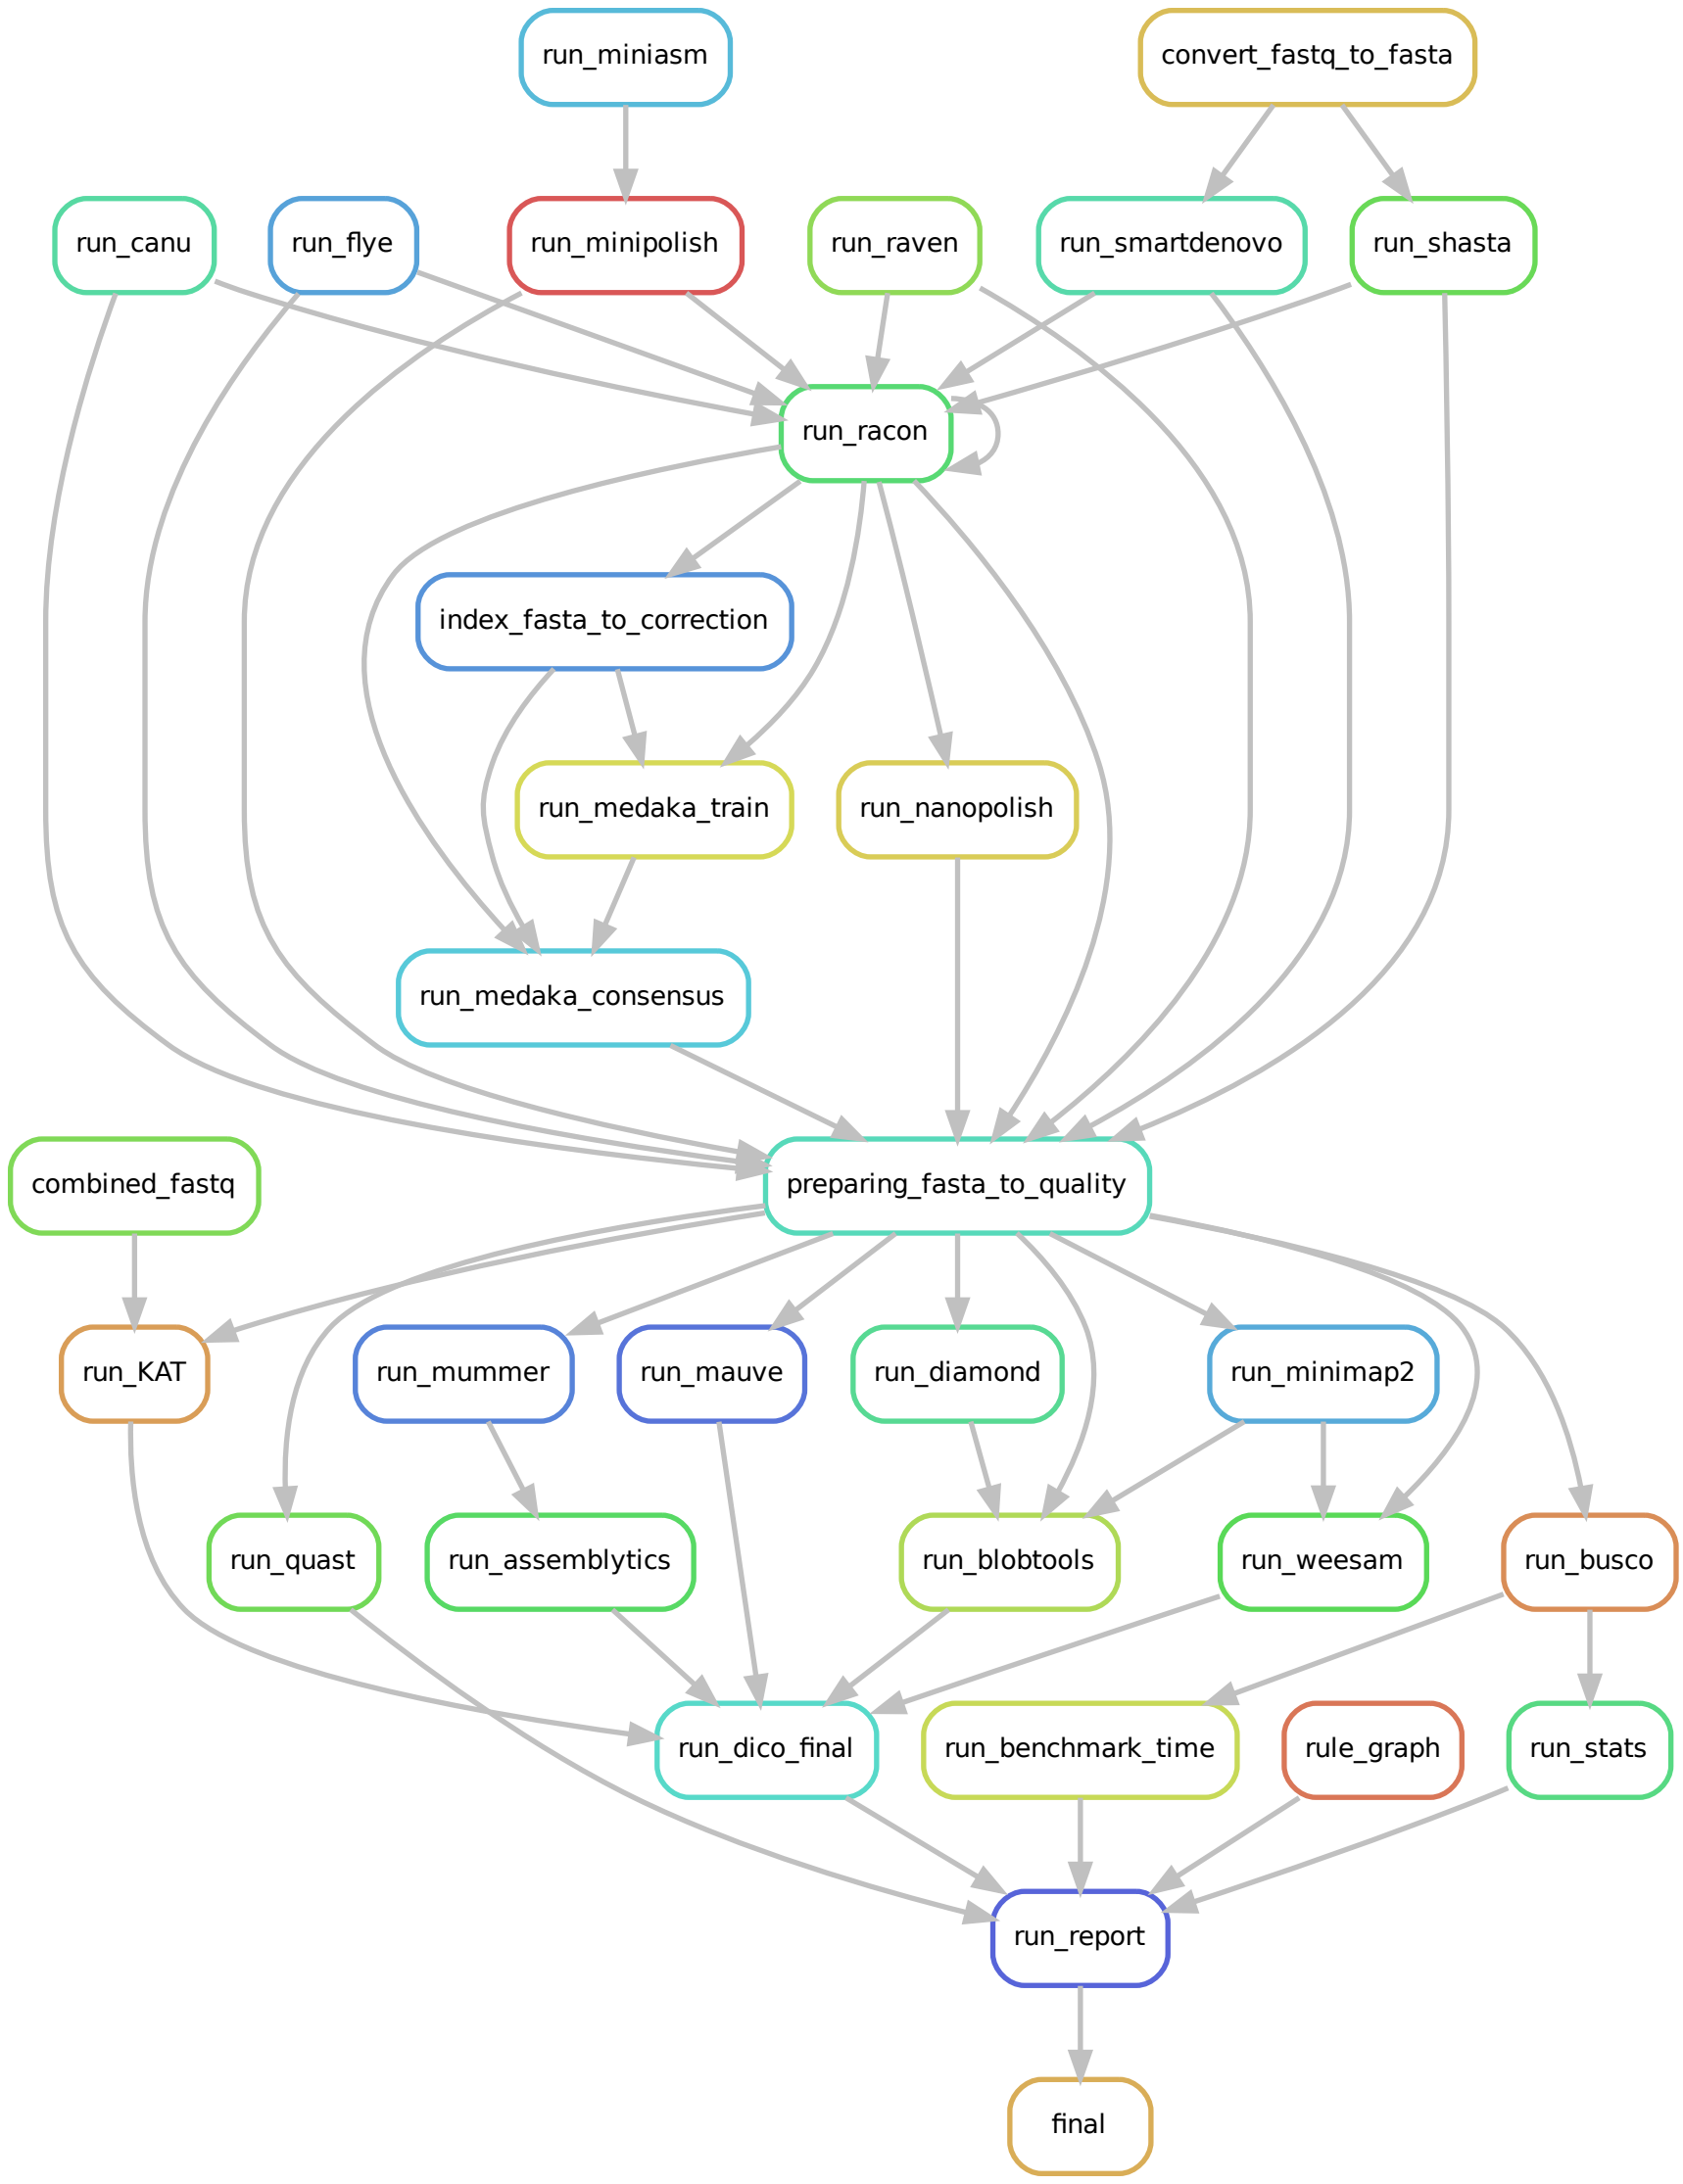 run_miniasm
convert_fastq_to_fasta
run_canu
run_flye
run_minipolish
run_raven
run_smartdenovo
run_shasta
run_racon
index_fasta_to_correction
run_medaka_train
run_nanopolish
run_medaka_consensus
combined_fastq
preparing_fasta_to_quality
run_KAT
run_mummer
run_mauve
run_diamond
run_minimap2
run_quast
run_assemblytics
run_blobtools
run_weesam
run_busco
run_dico_final
run_benchmark_time
rule_graph
run_stats
run_report
final